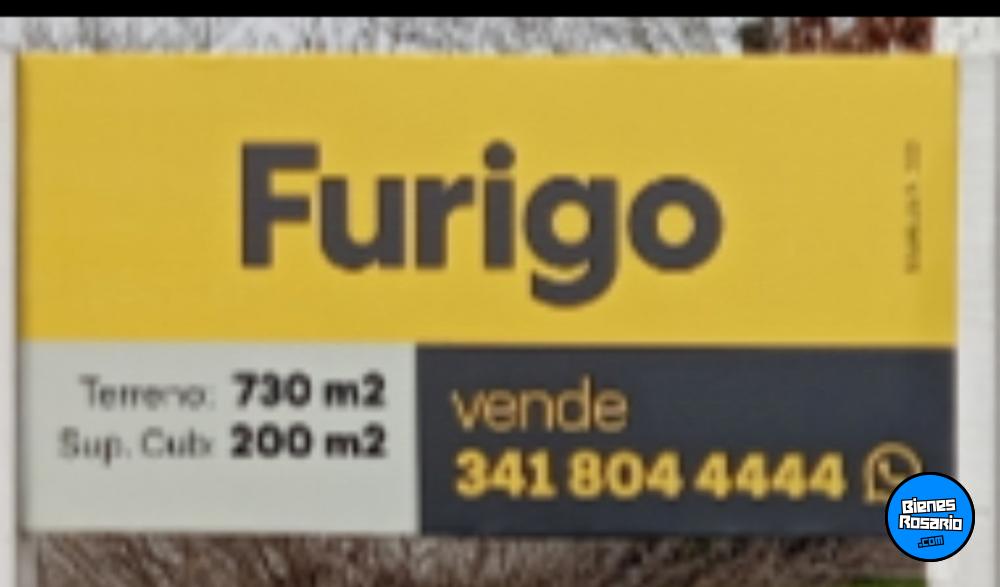 Furigo
Terreno: 730 m2
Sup. Cub: 200 m2
vende
341 804 4444
Bienes
Rosario
.com